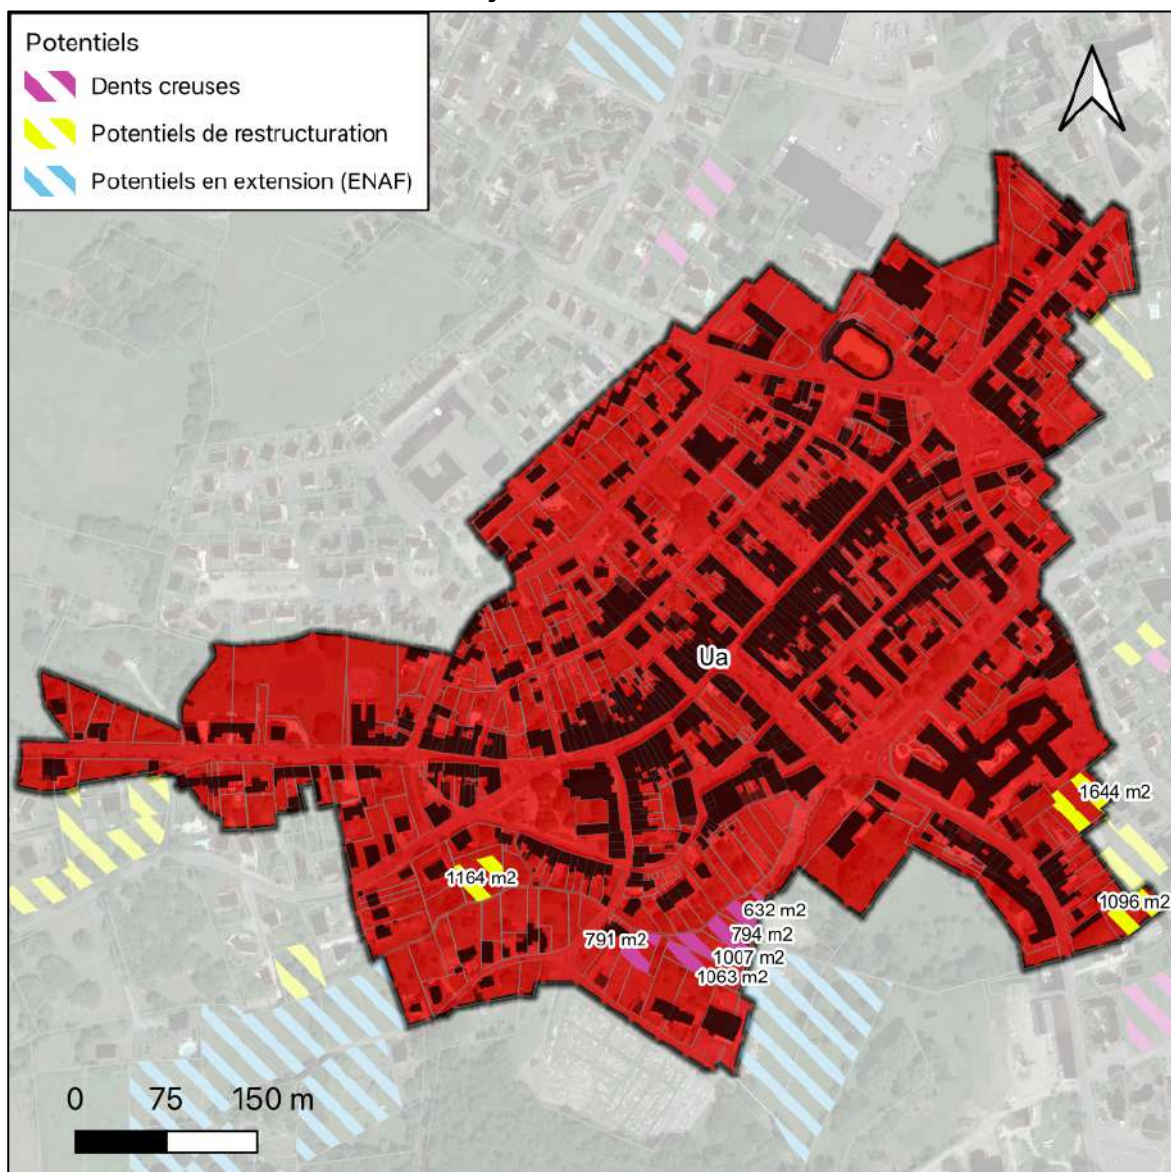 Potentiels
Dents creuses
Potentiels de restructuration
Potentiels en extension (ENAF)
Ua
1644 m2
1164 m2
1096 m2
632 m2
791 m2
794 m2
1007 m2
1063 m2
0 75 150 m